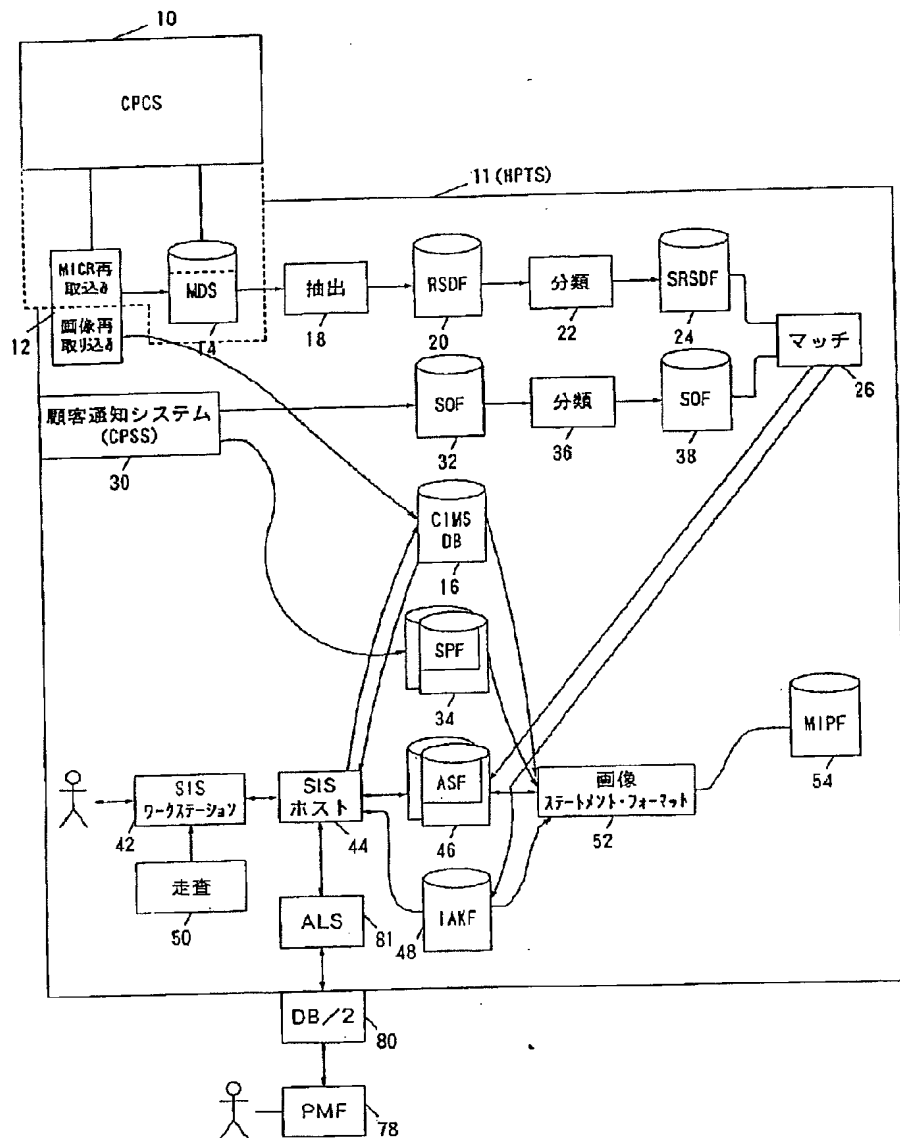 10
CPCS
11(HPTS)
MICR再
取込み
画像再
取り込み
12
MDS
14
抽出
18
RSDF
20
分類
22
SRSDF
24
マッチ
26
顧客通知システム
(CPSS)
30
SOF
32
分類
36
SOF
38
CIMS
DB
16
SPF
34
MIPF
54
SIS
ワークステーション
42
SIS
ホスト
44
ASF
46
画像
ステートメント・フォーマット
52
走査
50
ALS
81
IAKF
48
DB/2
80
PMF
78